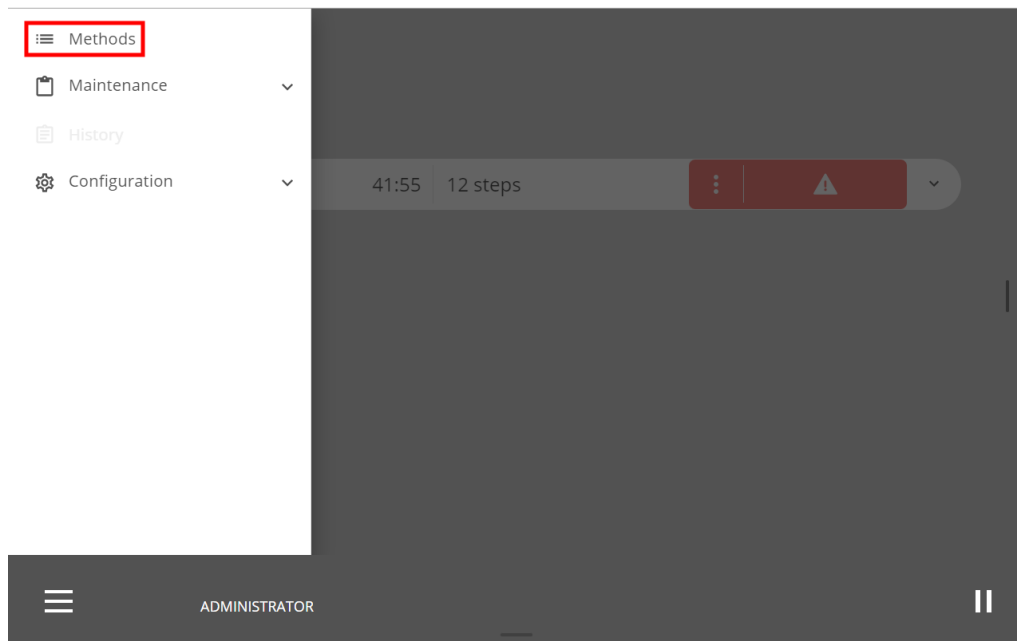 Methods
Maintenance
History
Configuration
41:55 12 steps
ADMINISTRATOR